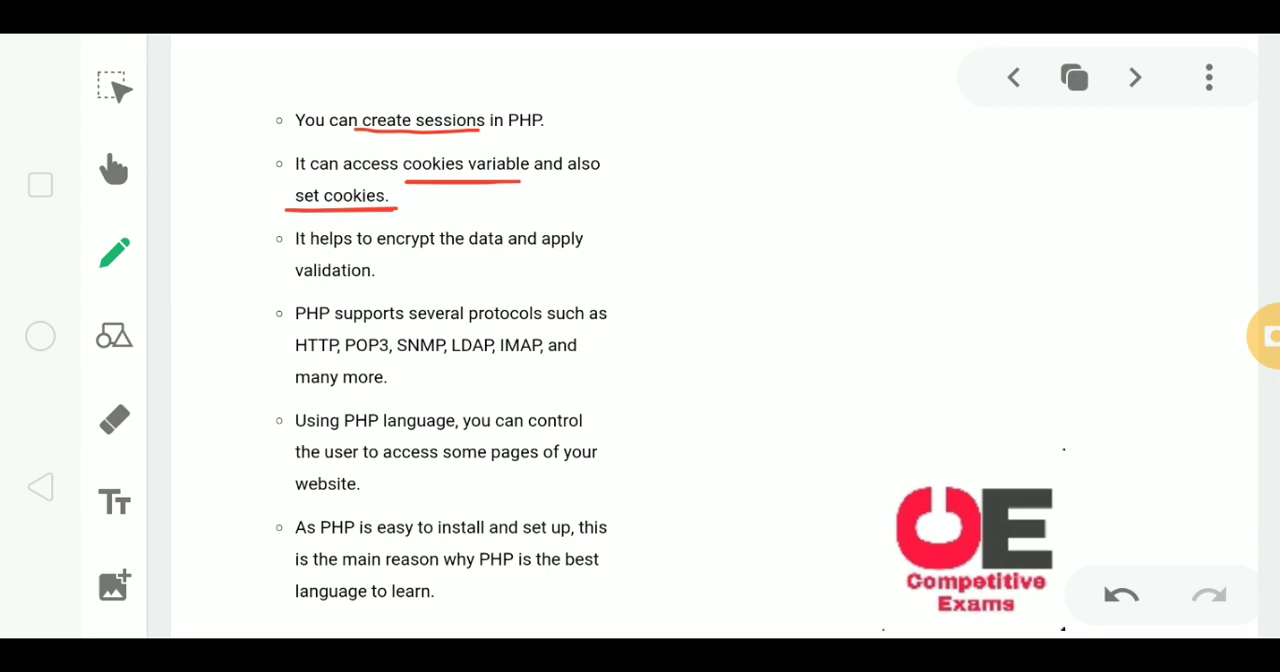 You can create sessions in PHP.
It can access cookies variable and also
set cookies.
It helps to encrypt the data and apply
validation.
PHP supports several protocols such as
HTTP, POP3, SNMP, LDAP, IMAP, and
many more.
Using PHP language, you can control
the user to access some pages of your
website.
As PHP is easy to install and set up, this
is the main reason why PHP is the best
language to learn.
TT
CE
Competitive
Exams